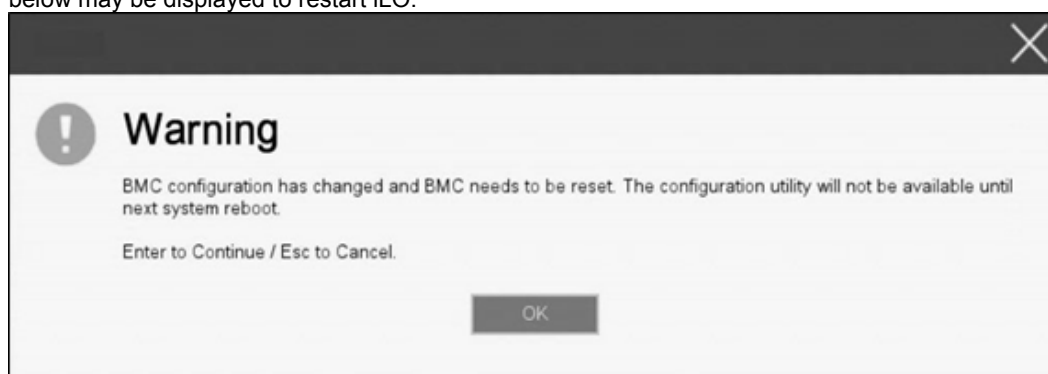 below may be displayed to restart iLO.
Warning
BMC configuration has changed and BMC needs to be reset. The configuration utility will not be available until
next system reboot.
Enter to Continue / Esc to Cancel.
OK